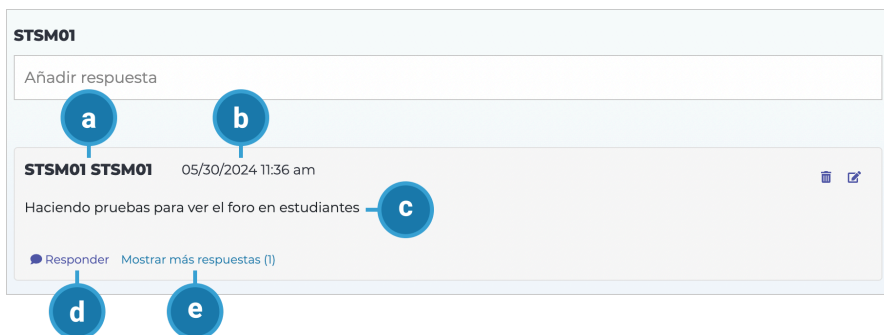 STSM01
Añadir respuesta
a
b
STSM01 STSM01 05/30/2024 11:36 am
Haciendo pruebas para ver el foro en estudiantes
c
Responder Mostrar más respuestas (1)
d
e